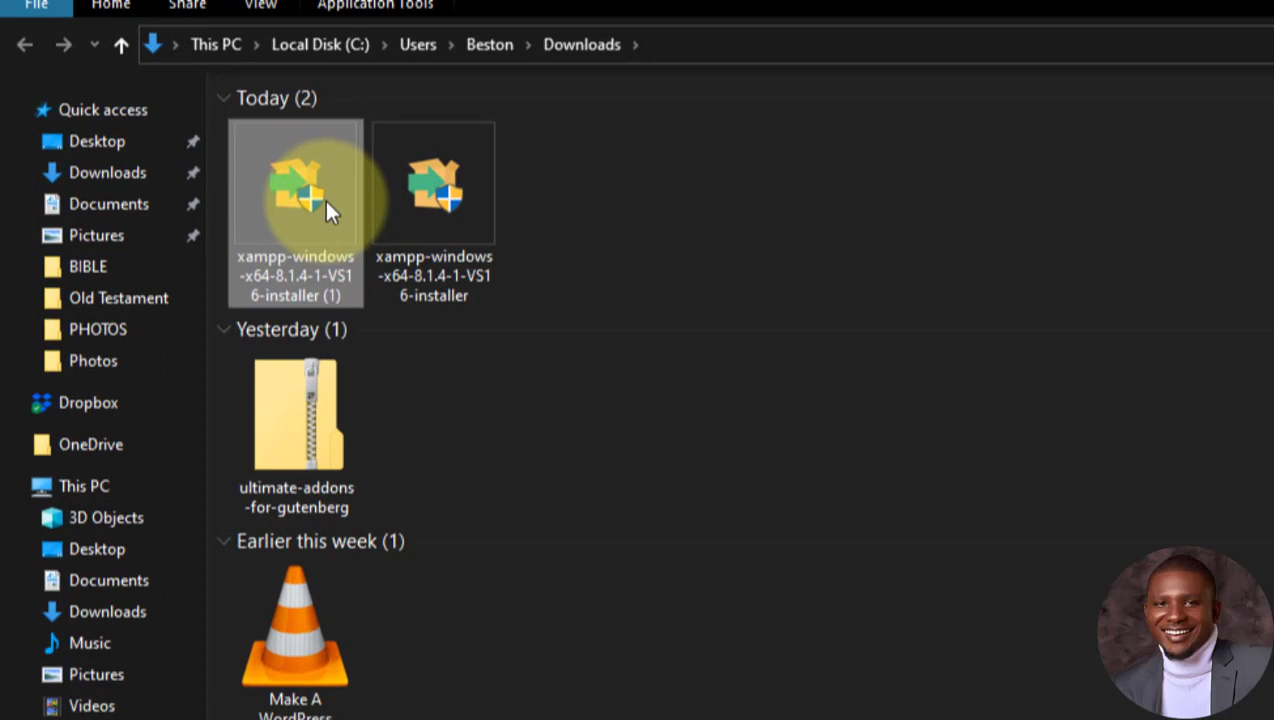 File Home Share View Application Tools
This PC Local Disk (C:) Users Beston Downloads
Quick access
Desktop
Downloads
Documents
Pictures
BIBLE
Old Testament
PHOTOS
Photos
Dropbox
OneDrive
This PC
3D Objects
Desktop
Documents
Downloads
Music
Pictures
Videos
Today (2)
xampp-windows
-x64-8.1.4-1-VS1
6-installer (1)
xampp-windows
-x64-8.1.4-1-VS1
6-installer
Yesterday (1)
ultimate-addons
-for-gutenberg
Earlier this week (1)
Make A
WordPress